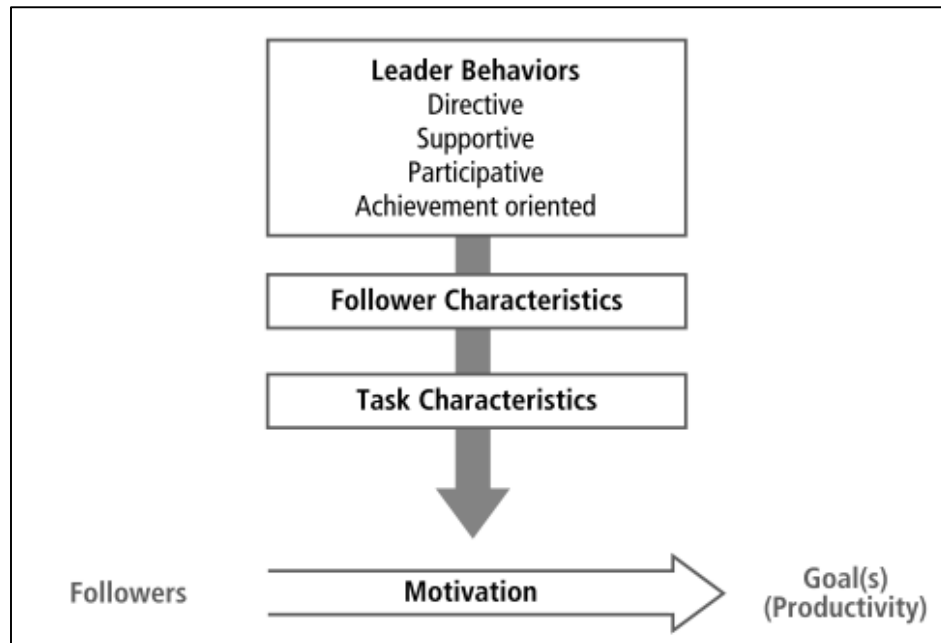 Leader Behaviors
Directive
Supportive
Participative
Achievement oriented
Follower Characteristics
Task Characteristics
Followers
Motivation
Goal(s)
(Productivity)